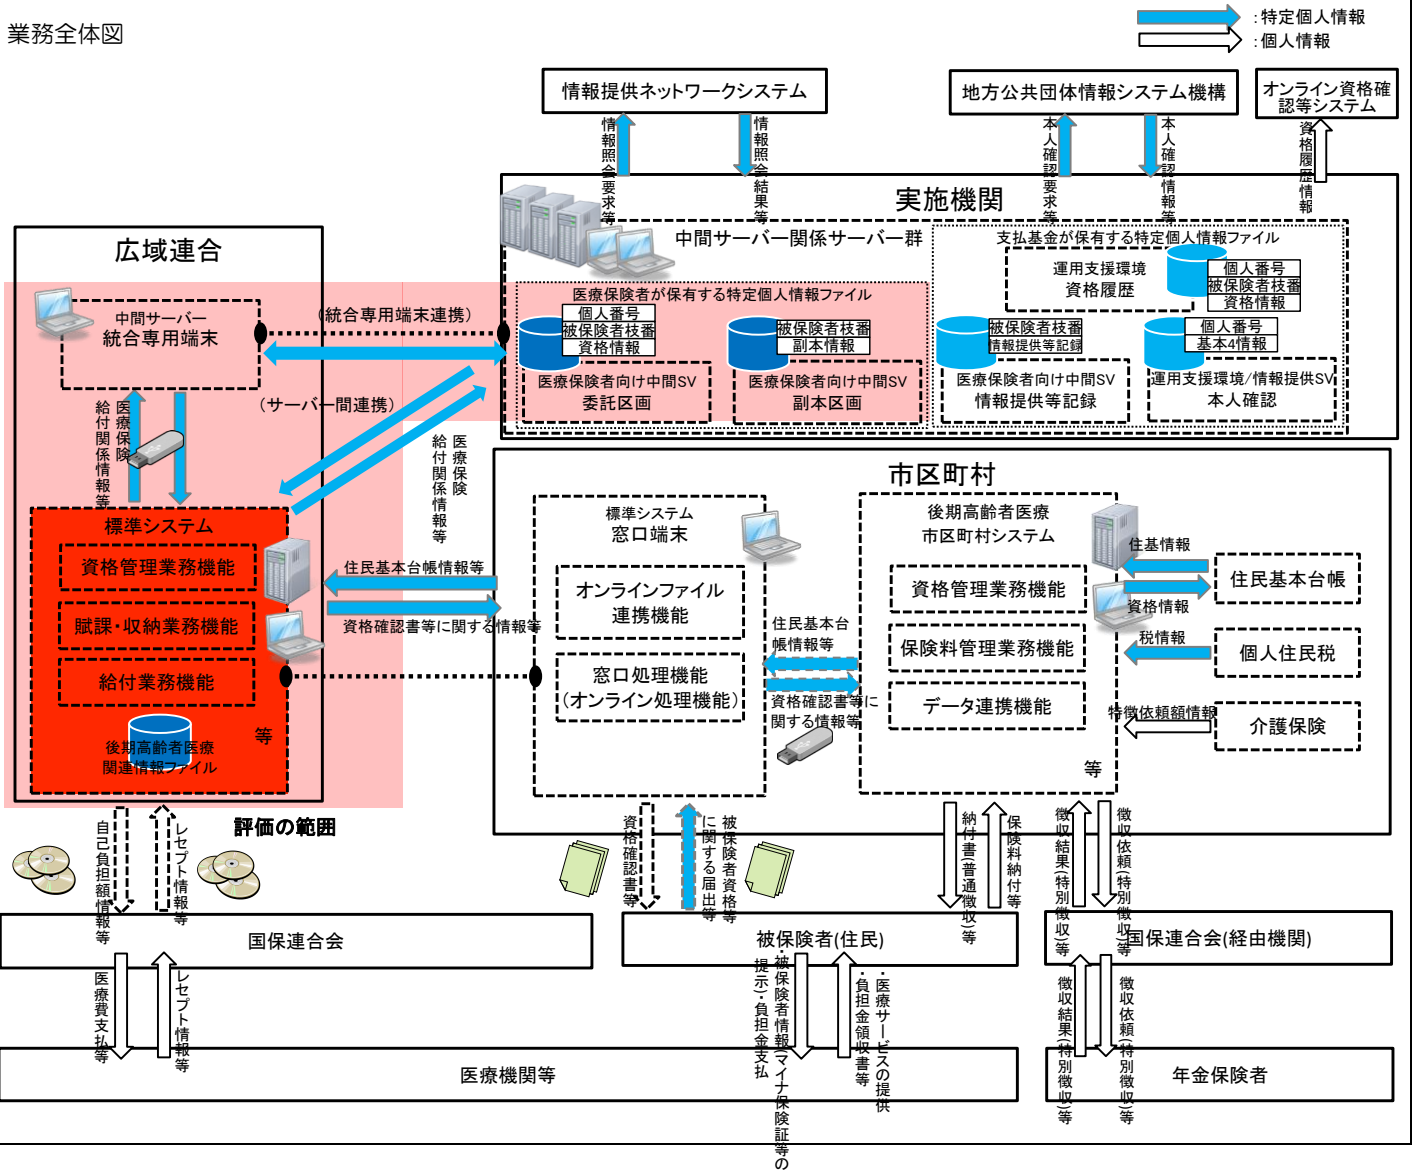 業務全体図
:特定個人情報
:個人情報
情報提供ネットワークシステム
地方公共団体情報システム機構
オンライン資格確
認等システム
情報照会要求等
情報照会結果等
本人確認要求等
本人確認情報等
資格履歴情報
実施機関
中間サーバー関係サーバー群
支払基金が保有する特定個人情報ファイル
運用支援環境
資格履歴
個人番号
被保険者枝番
資格情報
医療保険者が保有する特定個人情報ファイル
個人番号
被保険者枝番
資格情報
医療保険者向け中間SV
委託区画
被保険者枝番
副本情報
医療保険者向け中間SV
副本区画
被保険者枝番
情報提供等記録
医療保険者向け中間SV
情報提供等記録
個人番号
基本4情報
運用支援環境/情報提供SV
本人確認
広域連合
中間サーバー
統合専用端末
(統合専用端末連携)
(サーバー間連携)
医療保険
給付関係情報等
医療保険
給付関係情報等
標準システム
資格管理業務機能
賦課・収納業務機能
給付業務機能
後期高齢者医療
関連情報ファイル
等
評価の範囲
住民基本台帳情報等
資格確認書等に関する情報等
市区町村
標準システム
窓口端末
オンラインファイル
連携機能
窓口処理機能
(オンライン処理機能)
住民基本台
帳情報等
資格確認書等に
関する情報等
後期高齢者医療
市区町村システム
資格管理業務機能
保険料管理業務機能
データ連携機能
等
住基情報
資格情報
税情報
特徴依頼額情報
住民基本台帳
個人住民税
介護保険
自己負担額情報等
レセプト情報等
資格確認書等
被保険者資格等
に関する届出等
納付書(普通徴収)等
保険料納付等
徴収結果(特別徴収)等
徴収依頼(特別徴収)等
国保連合会
被保険者(住民)
国保連合会(経由機関)
医療費支払等
レセプト情報等
・被保険者情報(マイナ保険証等の
提示)・負担金支払
・医療サービスの提供
・負担金領収書等
徴収結果(特別徴収)等
徴収依頼(特別徴収)等
医療機関等
年金保険者